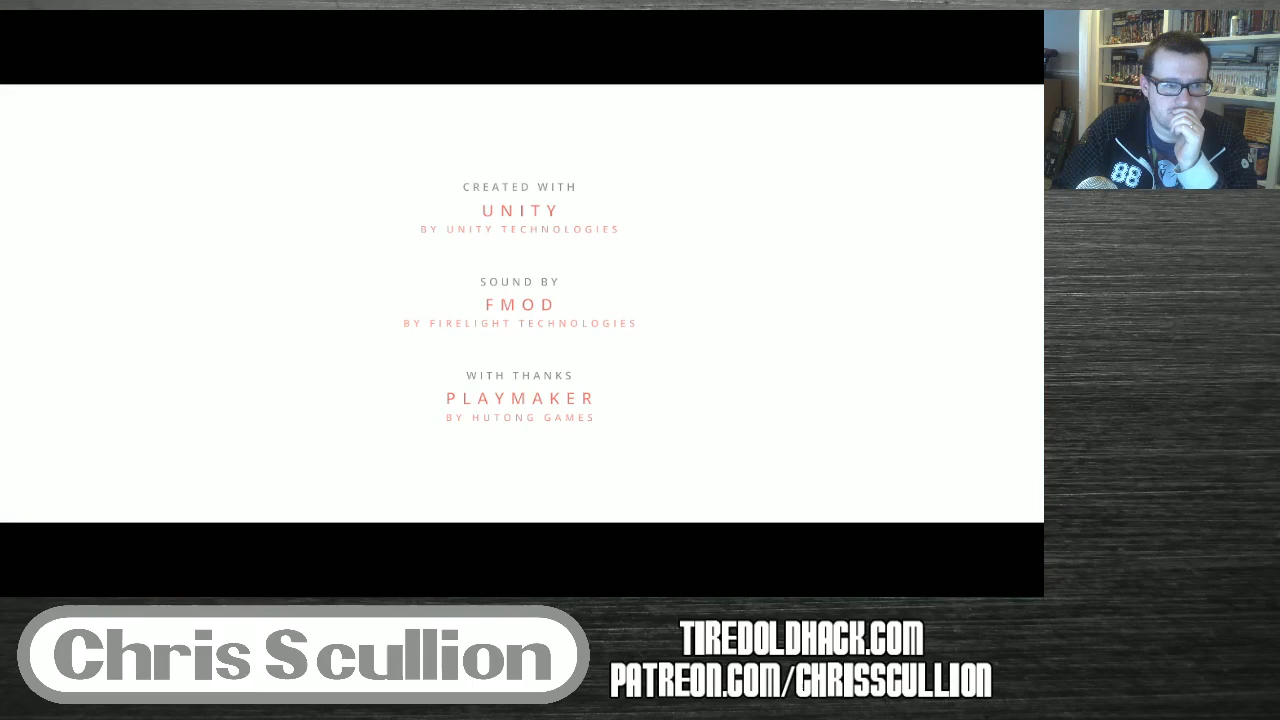 CREATED WITH
UNITY
BY UNITY TECHNOLOGIES
SOUND BY
FMOD
BY FIRELIGHT TECHNOLOGIES
WITH THANKS
PLAYMAKER
BY HUTONG GAMES
88
Chris Scullion
TIREDOLDHACK.COM
PATREON.COM/CHRISSCULLION